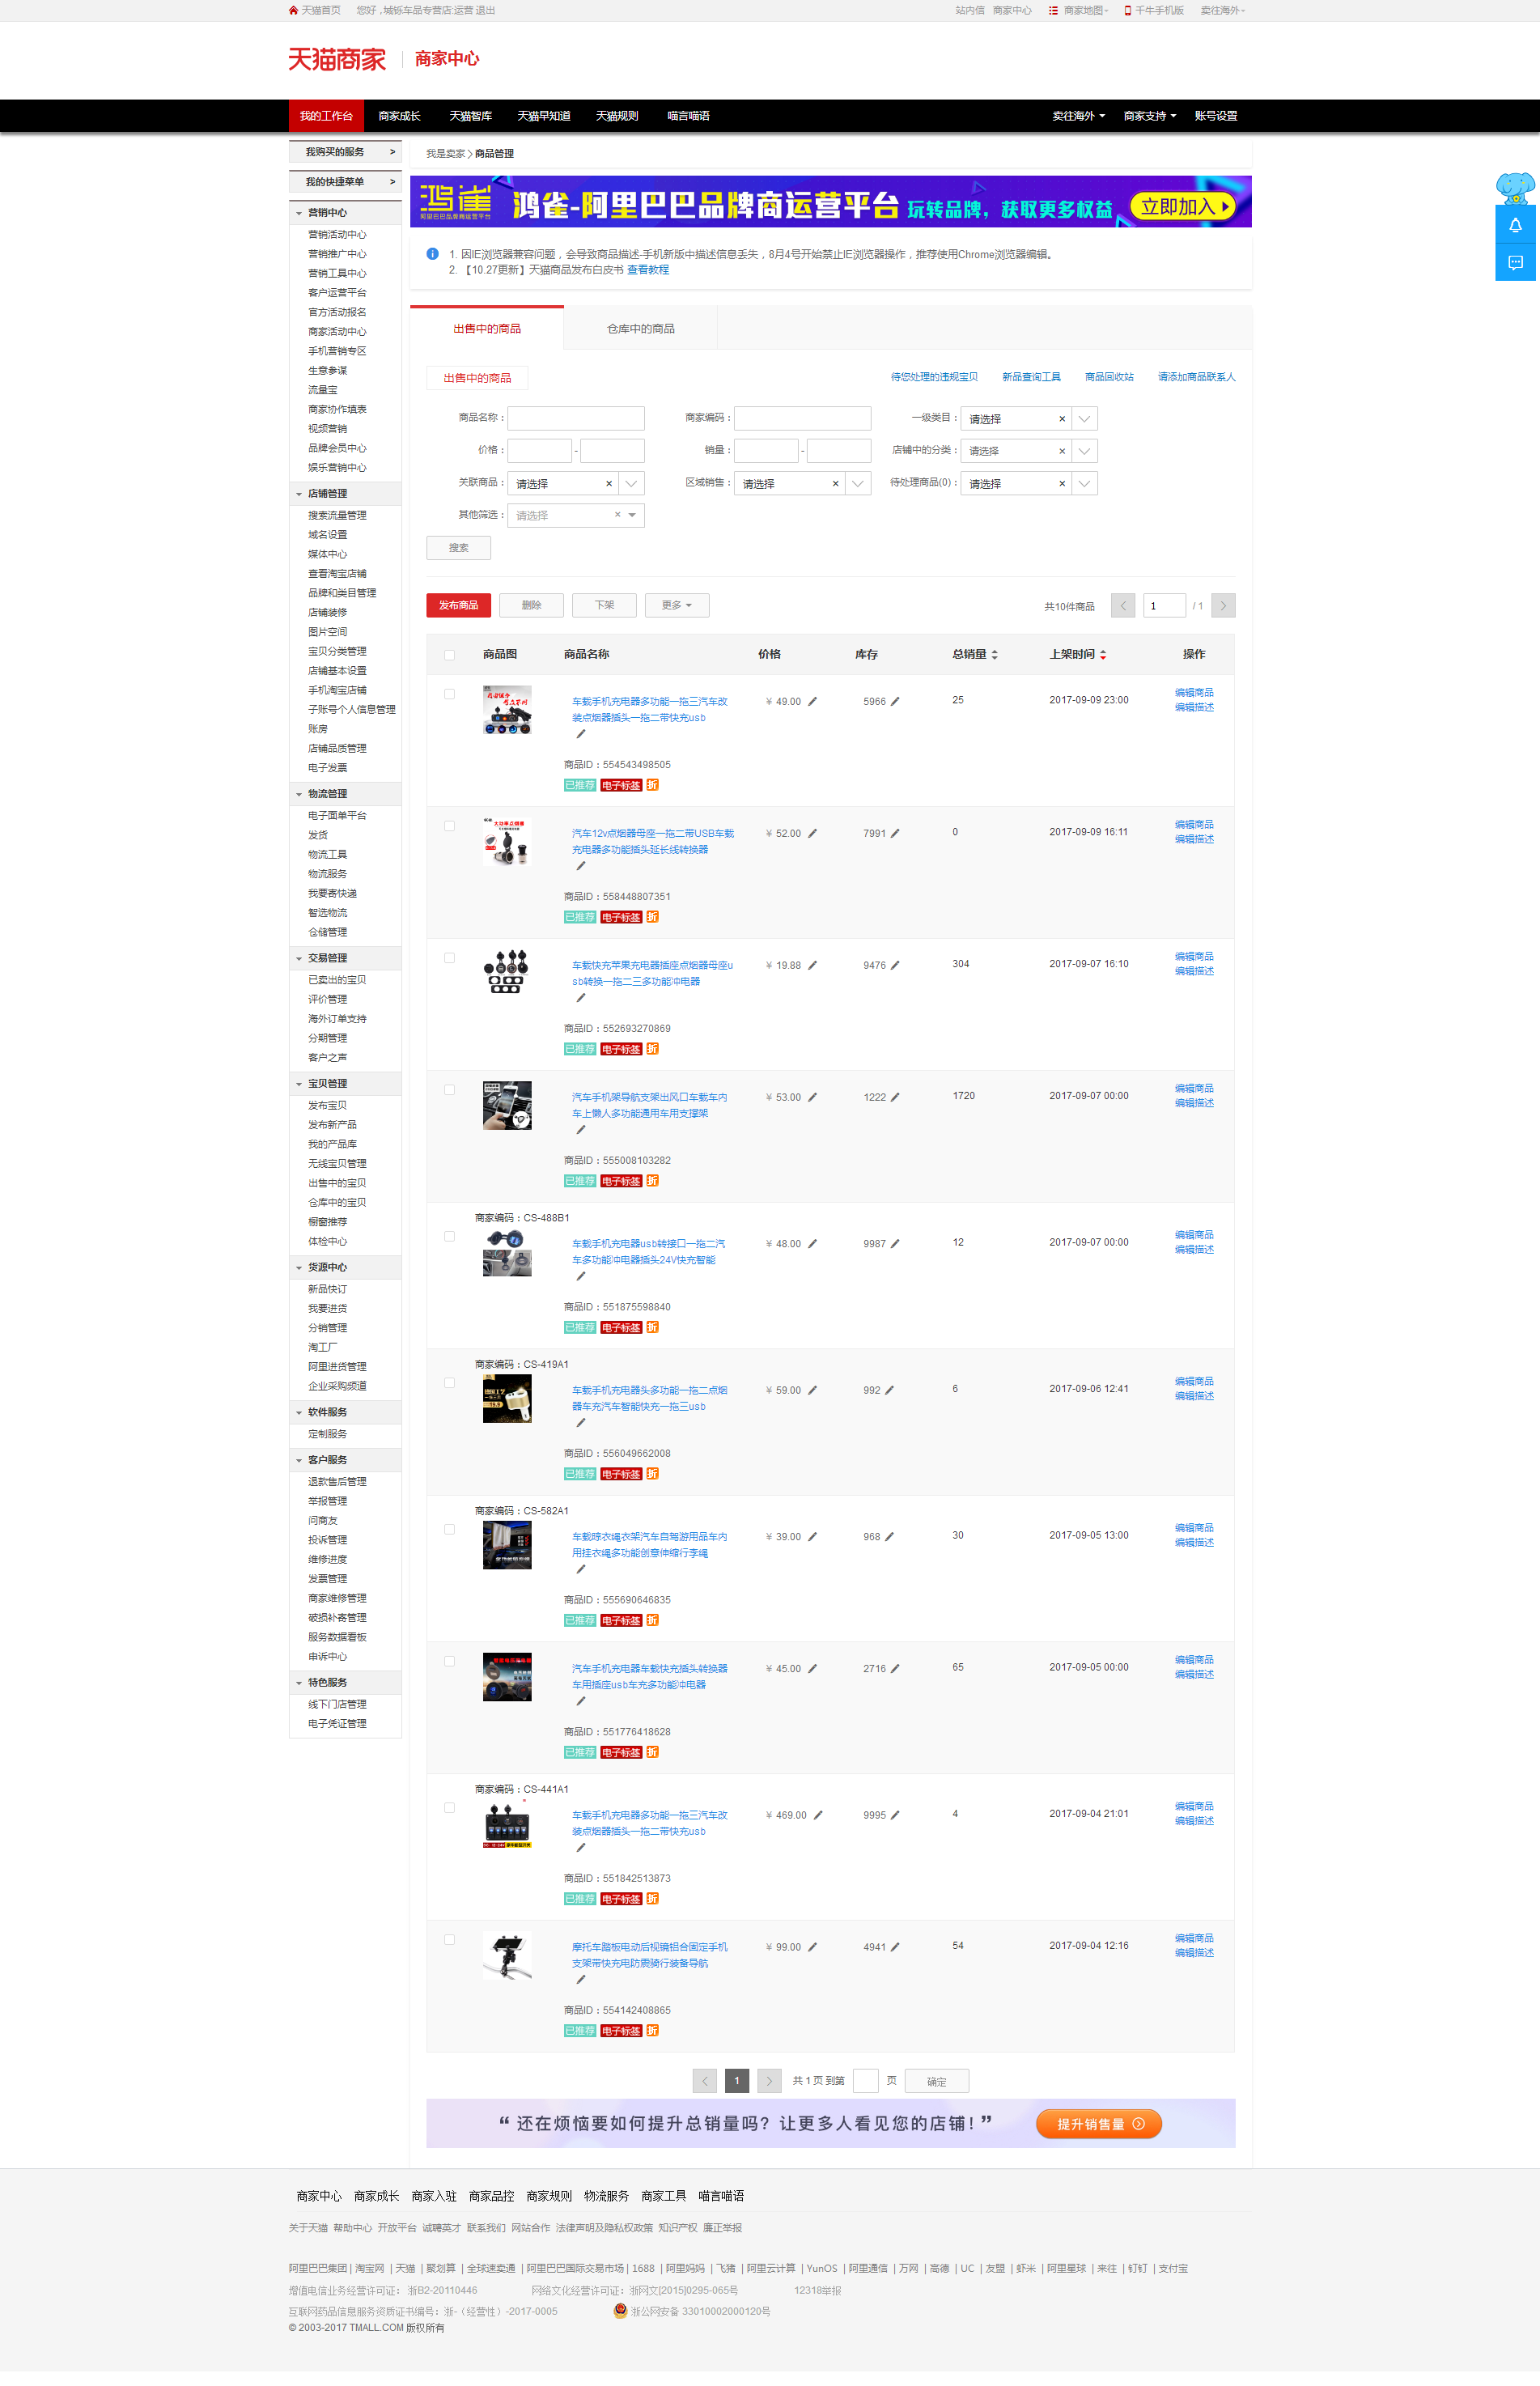 天猫首页 您好，城铄车品专营店:运营 退出
站内信 商家中心 商家地图 千牛手机版 卖往海外
天猫商家 商家中心
我的工作台 商家成长 天猫智库 天猫早知道 天猫规则 喵言喵语 卖往海外 商家支持 账号设置
我购买的服务 >
我的快捷菜单 >
营销中心
营销活动中心
营销推广中心
营销工具中心
客户运营平台
官方活动报名
商家活动中心
手机营销专区
生意参谋
流量宝
商家协作填表
视频营销
品牌会员中心
娱乐营销中心
店铺管理
搜索流量管理
域名设置
媒体中心
查看淘宝店铺
品牌和类目管理
店铺装修
图片空间
宝贝分类管理
店铺基本设置
手机淘宝店铺
子账号个人信息管理
账房
店铺品质管理
电子发票
物流管理
电子面单平台
发货
物流工具
物流服务
我要寄快递
智选物流
仓储管理
交易管理
已卖出的宝贝
评价管理
海外订单支持
分期管理
客户之声
宝贝管理
发布宝贝
发布新产品
我的产品库
无线宝贝管理
出售中的宝贝
仓库中的宝贝
橱窗推荐
体检中心
货源中心
新品快订
我要进货
分销管理
淘工厂
阿里进货管理
企业采购频道
软件服务
定制服务
客户服务
退款售后管理
举报管理
问商友
投诉管理
维修进度
发票管理
商家维修管理
破损补寄管理
服务数据看板
申诉中心
特色服务
线下门店管理
电子凭证管理
我是卖家 > 商品管理
鸿雀 阿里巴巴品牌商运营平台 鸿雀-阿里巴巴品牌商运营平台 玩转品牌，获取更多权益 立即加入
1. 因IE浏览器兼容问题，会导致商品描述-手机新版中描述信息丢失，8月4号开始禁止IE浏览器操作，推荐使用Chrome浏览器编辑。
2. 【10.27更新】天猫商品发布白皮书 查看教程
出售中的商品 仓库中的商品
出售中的商品 待您处理的违规宝贝 新品查询工具 商品回收站 请添加商品联系人
商品名称： 商家编码： 一级类目： 请选择 ×
价格： - 销量： - 店铺中的分类： 请选择 ×
关联商品： 请选择 × 区域销售： 请选择 × 待处理商品(0)： 请选择 ×
其他筛选： 请选择 ×
搜索
发布商品 删除 下架 更多 共10件商品 < 1 / 1 >
商品图 商品名称 价格 库存 总销量 上架时间 操作
车载手机充电器多功能一拖三汽车改 ¥ 49.00 5966 25 2017-09-09 23:00 编辑商品
装点烟器插头一拖二带快充usb 编辑描述
商品ID：554543498505
已推荐 电子标签 折
大功率点烟器
汽车12v点烟器母座一拖二带USB车载 ¥ 52.00 7991 0 2017-09-09 16:11 编辑商品
充电器多功能插头延长线转换器 编辑描述
商品ID：558448807351
已推荐 电子标签 折
车载快充苹果充电器插座点烟器母座u ¥ 19.88 9476 304 2017-09-07 16:10 编辑商品
sb转换一拖二三多功能冲电器 编辑描述
商品ID：552693270869
已推荐 电子标签 折
汽车手机架导航支架出风口车载车内 ¥ 53.00 1222 1720 2017-09-07 00:00 编辑商品
车上懒人多功能通用车用支撑架 编辑描述
商品ID：555008103282
已推荐 电子标签 折
商家编码：CS-488B1
车载手机充电器usb转接口一拖二汽 ¥ 48.00 9987 12 2017-09-07 00:00 编辑商品
车多功能冲电器插头24V快充智能 编辑描述
商品ID：551875598840
已推荐 电子标签 折
商家编码：CS-419A1
车载手机充电器头多功能一拖二点烟 ¥ 59.00 992 6 2017-09-06 12:41 编辑商品
器车充汽车智能快充一拖三usb 编辑描述
商品ID：556049662008
已推荐 电子标签 折
商家编码：CS-582A1
车载晾衣绳衣架汽车自驾游用品车内 ¥ 39.00 968 30 2017-09-05 13:00 编辑商品
用挂衣绳多功能创意伸缩行李绳 编辑描述
商品ID：555690646835
已推荐 电子标签 折
汽车手机充电器车载快充插头转换器 ¥ 45.00 2716 65 2017-09-05 00:00 编辑商品
车用插座usb车充多功能冲电器 编辑描述
商品ID：551776418628
已推荐 电子标签 折
商家编码：CS-441A1
车载手机充电器多功能一拖三汽车改 ¥ 469.00 9995 4 2017-09-04 21:01 编辑商品
装点烟器插头一拖二带快充usb 编辑描述
商品ID：551842513873
已推荐 电子标签 折
摩托车踏板电动后视镜铝合固定手机 ¥ 99.00 4941 54 2017-09-04 12:16 编辑商品
支架带快充电防震骑行装备导航 编辑描述
商品ID：554142408865
已推荐 电子标签 折
< 1 > 共 1 页 到第 页 确定
“ 还在烦恼要如何提升总销量吗？让更多人看见您的店铺！” 提升销售量
商家中心 商家成长 商家入驻 商家品控 商家规则 物流服务 商家工具 喵言喵语
关于天猫 帮助中心 开放平台 诚聘英才 联系我们 网站合作 法律声明及隐私权政策 知识产权 廉正举报
阿里巴巴集团 | 淘宝网 | 天猫 | 聚划算 | 全球速卖通 | 阿里巴巴国际交易市场 | 1688 | 阿里妈妈 | 飞猪 | 阿里云计算 | YunOS | 阿里通信 | 万网 | 高德 | UC | 友盟 | 虾米 | 阿里星球 | 来往 | 钉钉 | 支付宝
增值电信业务经营许可证： 浙B2-20110446 网络文化经营许可证：浙网文[2015]0295-065号 12318举报
互联网药品信息服务资质证书编号：浙-（经营性）-2017-0005 浙公网安备 33010002000120号
© 2003-2017 TMALL.COM 版权所有